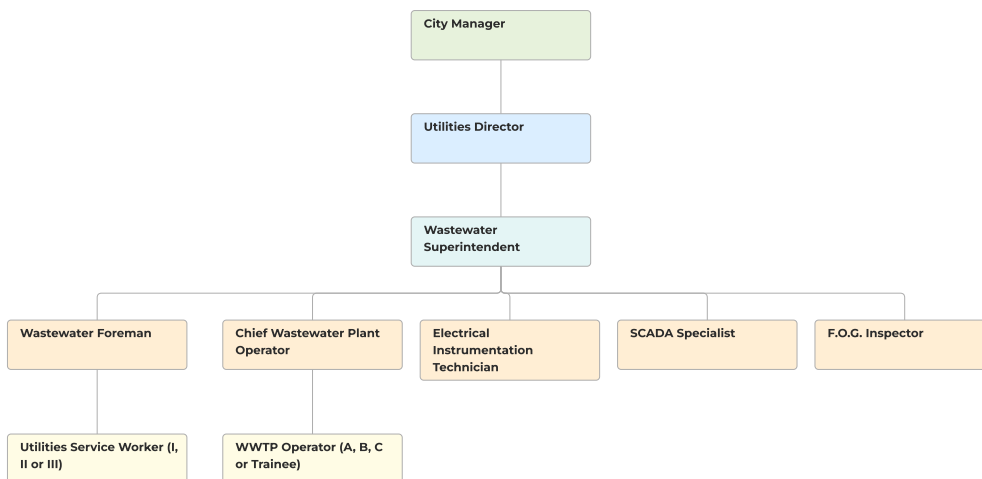 City Manager
Utilities Director
Wastewater
Superintendent
Wastewater Foreman
Chief Wastewater Plant
Operator
Electrical
Instrumentation
Technician
SCADA Specialist
F.O.G. Inspector
Utilities Service Worker (I,
II or III)
WWTP Operator (A, B, C
or Trainee)